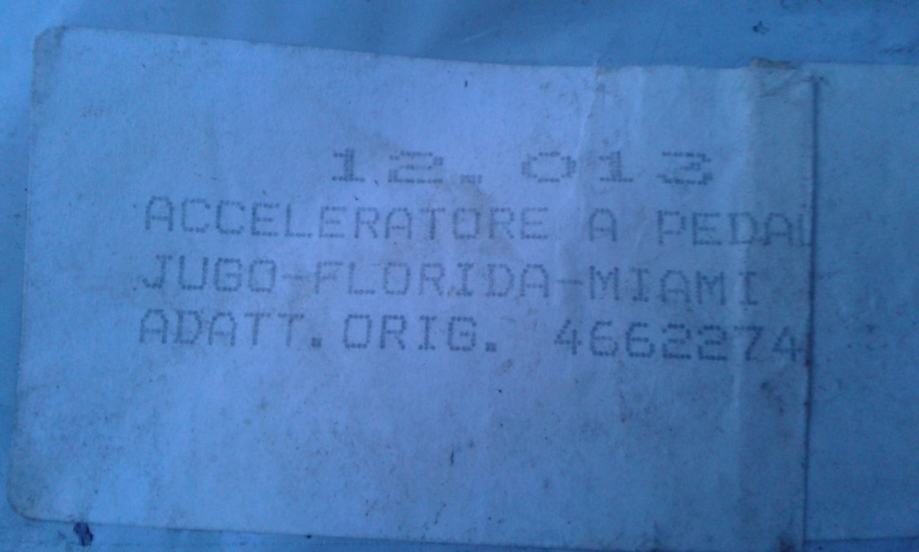 12.013
ACCELERATORE A PEDAL
JUGO-FLORIDA-MIAMI
ADATT.ORIG. 4662274